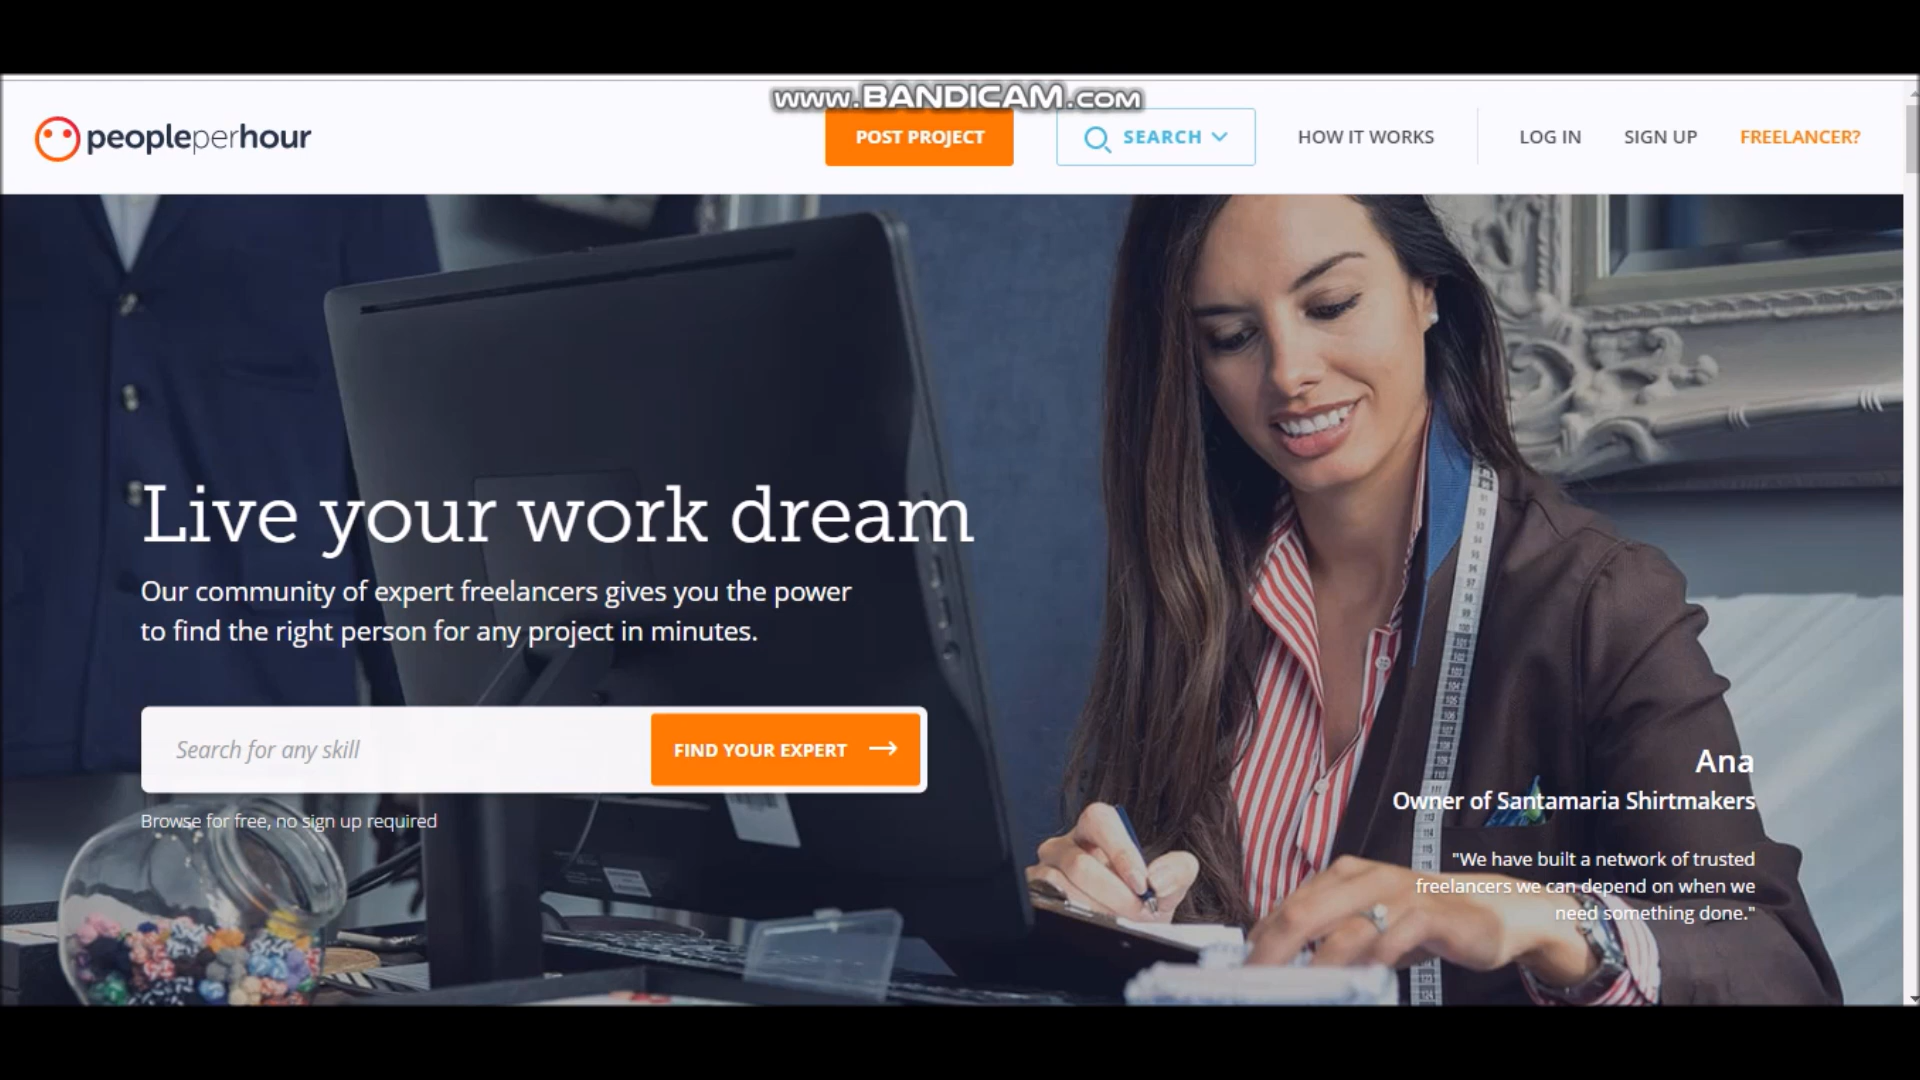 www.BANDICAM.com
peopleperhour
POST PROJECT
SEARCH
HOW IT WORKS
LOG IN
SIGN UP
FREELANCER?
Live your work dream
Our community of expert freelancers gives you the power
to find the right person for any project in minutes.
Search for any skill
FIND YOUR EXPERT →
Browse for free, no sign up required
Ana
Owner of Santamaria Shirtmakers
"We have built a network of trusted
freelancers we can depend on when we
need something done."